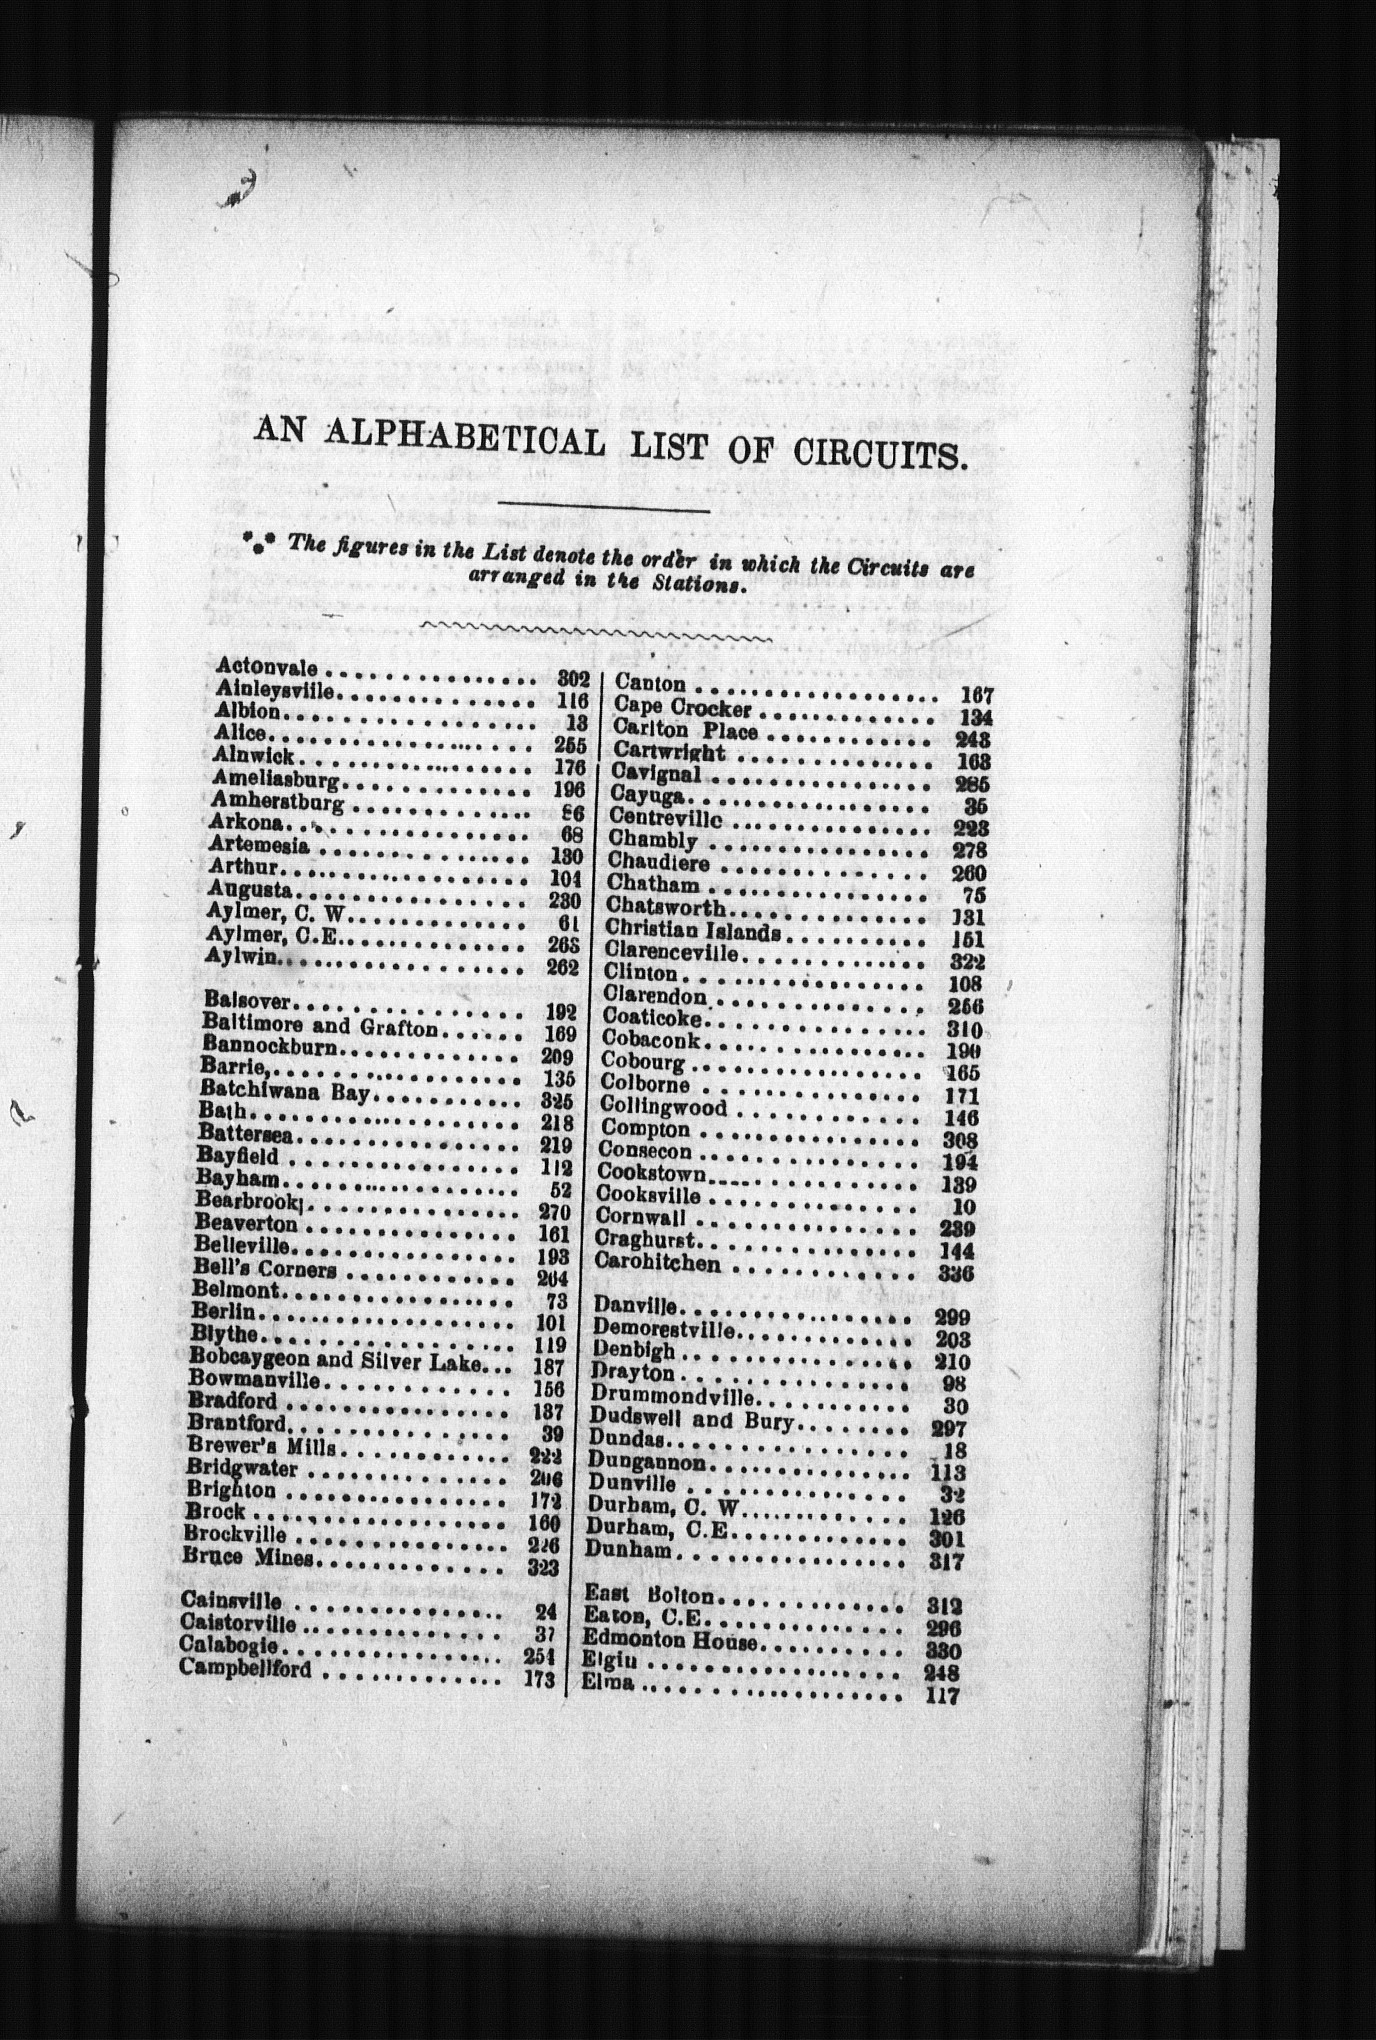 AN ALPHABETICAL LIST OF CIRCUITS.
*** The figures in the List denote the order in which the Circuits are
arranged in the Stations.
Actonvale ............... 302
Ainleysville.............. 116
Albion.................. 13
Alice................... 255
Alnwick................. 176
Ameliasburg............. 196
Amherstburg ............ 86
Arkona................. 68
Artemesia .............. 130
Arthur.................. 104
Augusta................ 230
Aylmer, C. W............ 61
Aylmer, C.E............. 268
Aylwin................. 262
Balsover................ 192
Baltimore and Grafton...... 169
Bannockburn............. 209
Barrie,.................. 135
Batchiwana Bay.......... 325
Bath................... 218
Battersea................ 219
Bayfield ................ 112
Bayham................. 52
Bearbrook............... 270
Beaverton ............... 161
Belleville................ 193
Bell's Corners ............ 264
Belmont................. 73
Berlin................... 101
Blythe.................. 119
Bobcaygeon and Silver Lake... 187
Bowmanville............. 156
Bradford ................ 137
Brantford................ 39
Brewer's Mills............ 222
Bridgwater .............. 206
Brighton ................ 172
Brock .................. 160
Brockville ............... 226
Bruce Mines............. 323
Cainsville ............... 24
Caistorville .............. 37
Calabogie................ 254
Campbellford ............ 173
Canton .................. 167
Cape Crocker ............ 134
Carlton Place ............ 243
Cartwright .............. 163
Cavignal ................ 285
Cayuga................. 35
Centreville .............. 223
Chambly ................ 278
Chaudiere ............... 260
Chatham ................ 75
Chatsworth.............. 131
Christian Islands.......... 151
Clarenceville............. 322
Clinton................. 108
Clarendon ............... 256
Coaticoke................ 310
Cobaconk................ 190
Cobourg ................ 165
Colborne ................ 171
Collingwood ............. 146
Compton ................ 308
Consecon ................ 194
Cookstown............... 139
Cooksville ............... 10
Cornwall ................ 239
Craghurst................ 144
Carohitchen ............. 336
Danville................. 299
Demorestville............. 203
Denbigh ................ 210
Drayton................. 98
Drummondville........... 30
Dudswell and Bury........ 297
Dundas................. 18
Dungannon.............. 113
Dunville ................ 32
Durham, C. W............ 126
Durham, C.E............. 301
Dunham................ 317
East Bolton.............. 312
Eaton, C.E............... 296
Edmonton House.......... 330
Elgin .................. 248
Elma .................. 117